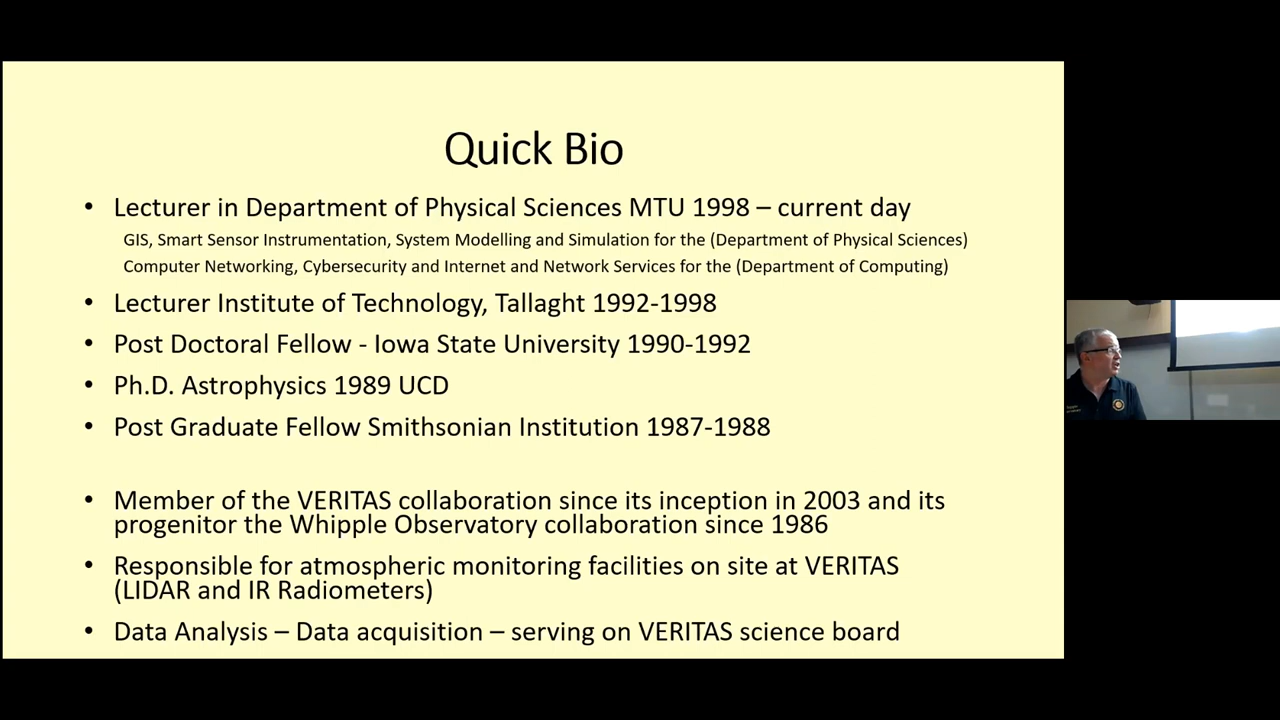 Quick Bio
• Lecturer in Department of Physical Sciences MTU 1998 – current day
GIS, Smart Sensor Instrumentation, System Modelling and Simulation for the (Department of Physical Sciences)
Computer Networking, Cybersecurity and Internet and Network Services for the (Department of Computing)
• Lecturer Institute of Technology, Tallaght 1992-1998
• Post Doctoral Fellow - Iowa State University 1990-1992
• Ph.D. Astrophysics 1989 UCD
• Post Graduate Fellow Smithsonian Institution 1987-1988
• Member of the VERITAS collaboration since its inception in 2003 and its
progenitor the Whipple Observatory collaboration since 1986
• Responsible for atmospheric monitoring facilities on site at VERITAS
(LIDAR and IR Radiometers)
• Data Analysis – Data acquisition – serving on VERITAS science board